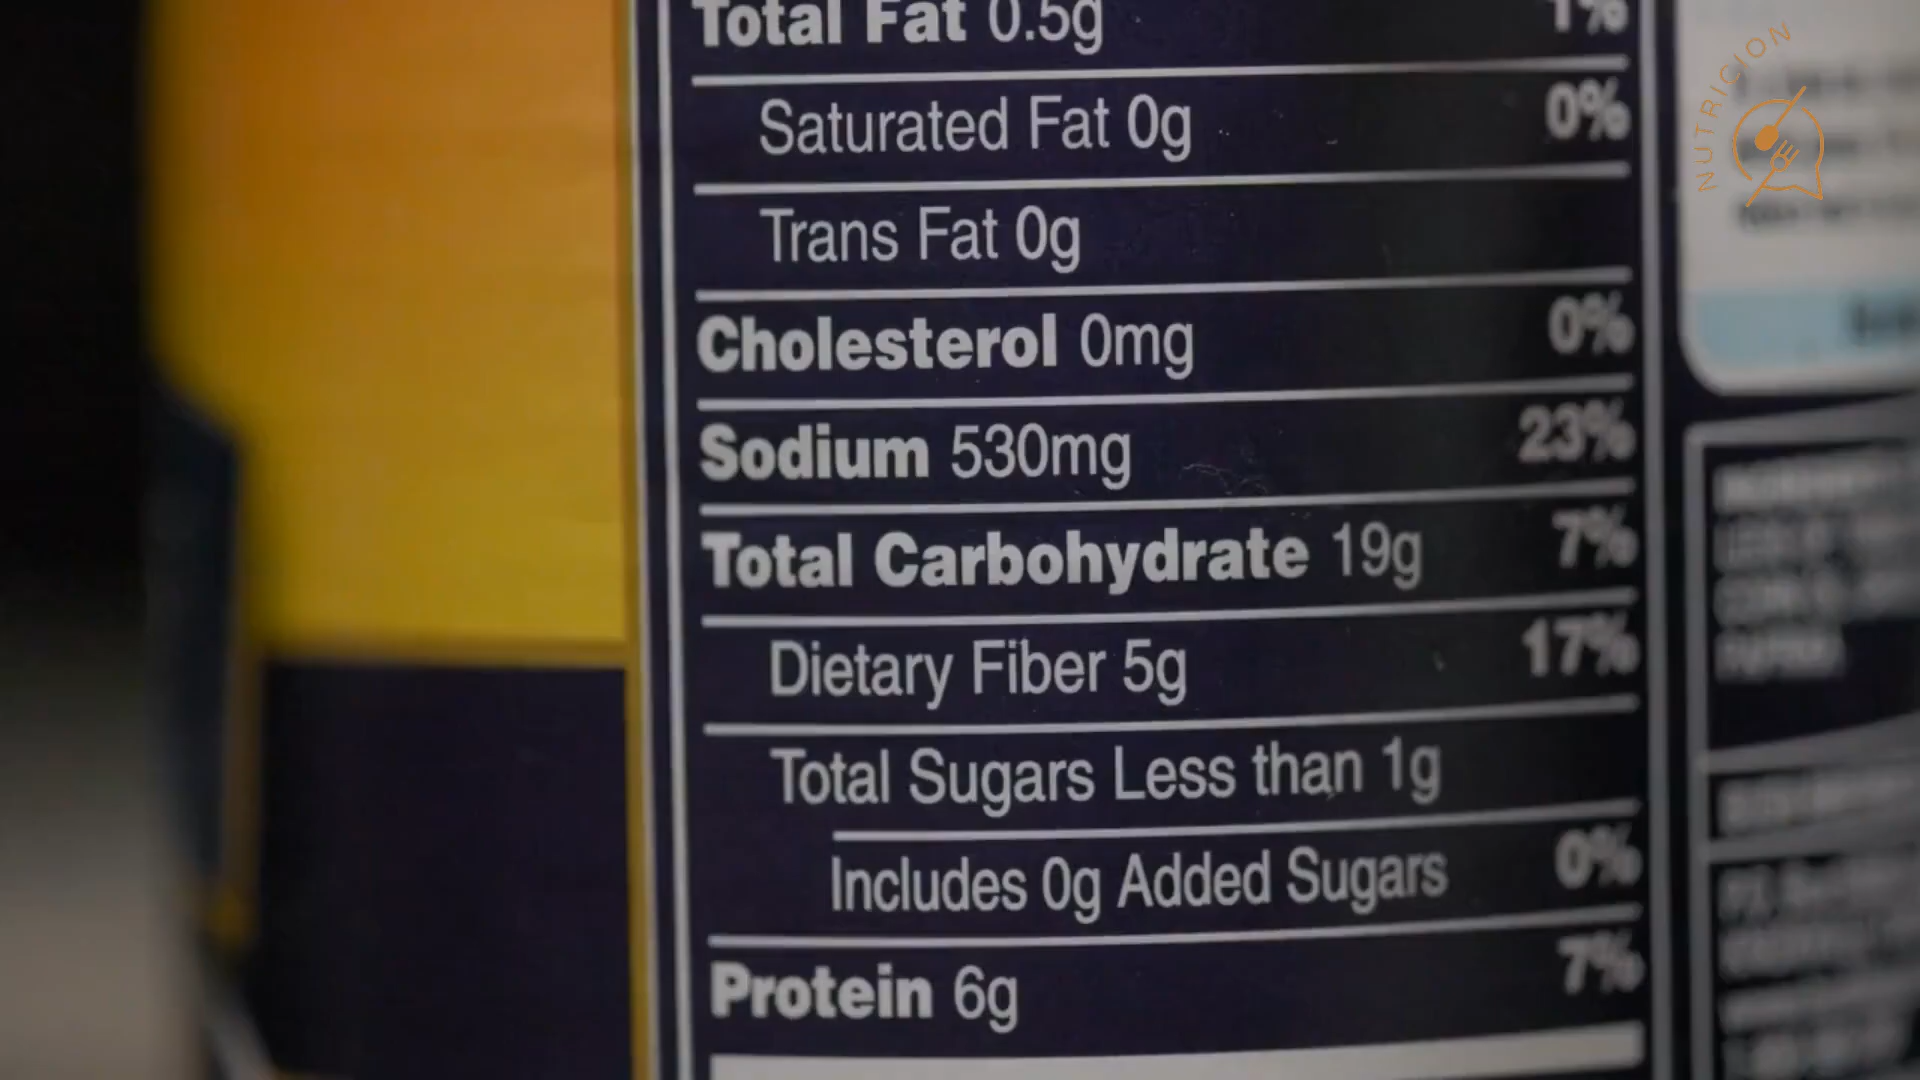 Total Fat 0.5g 1%
Saturated Fat 0g 0%
Trans Fat 0g
Cholesterol 0mg 0%
Sodium 530mg 23%
Total Carbohydrate 19g 7%
Dietary Fiber 5g 17%
Total Sugars Less than 1g
Includes 0g Added Sugars 0%
Protein 6g 7%
NUTRICION